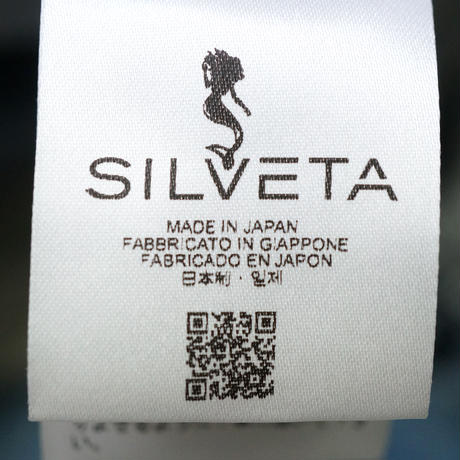 SILVETA
MADE IN JAPAN
FABBRICATO IN GIAPPONE
FABRICADO EN JAPON
日本制 · 일제